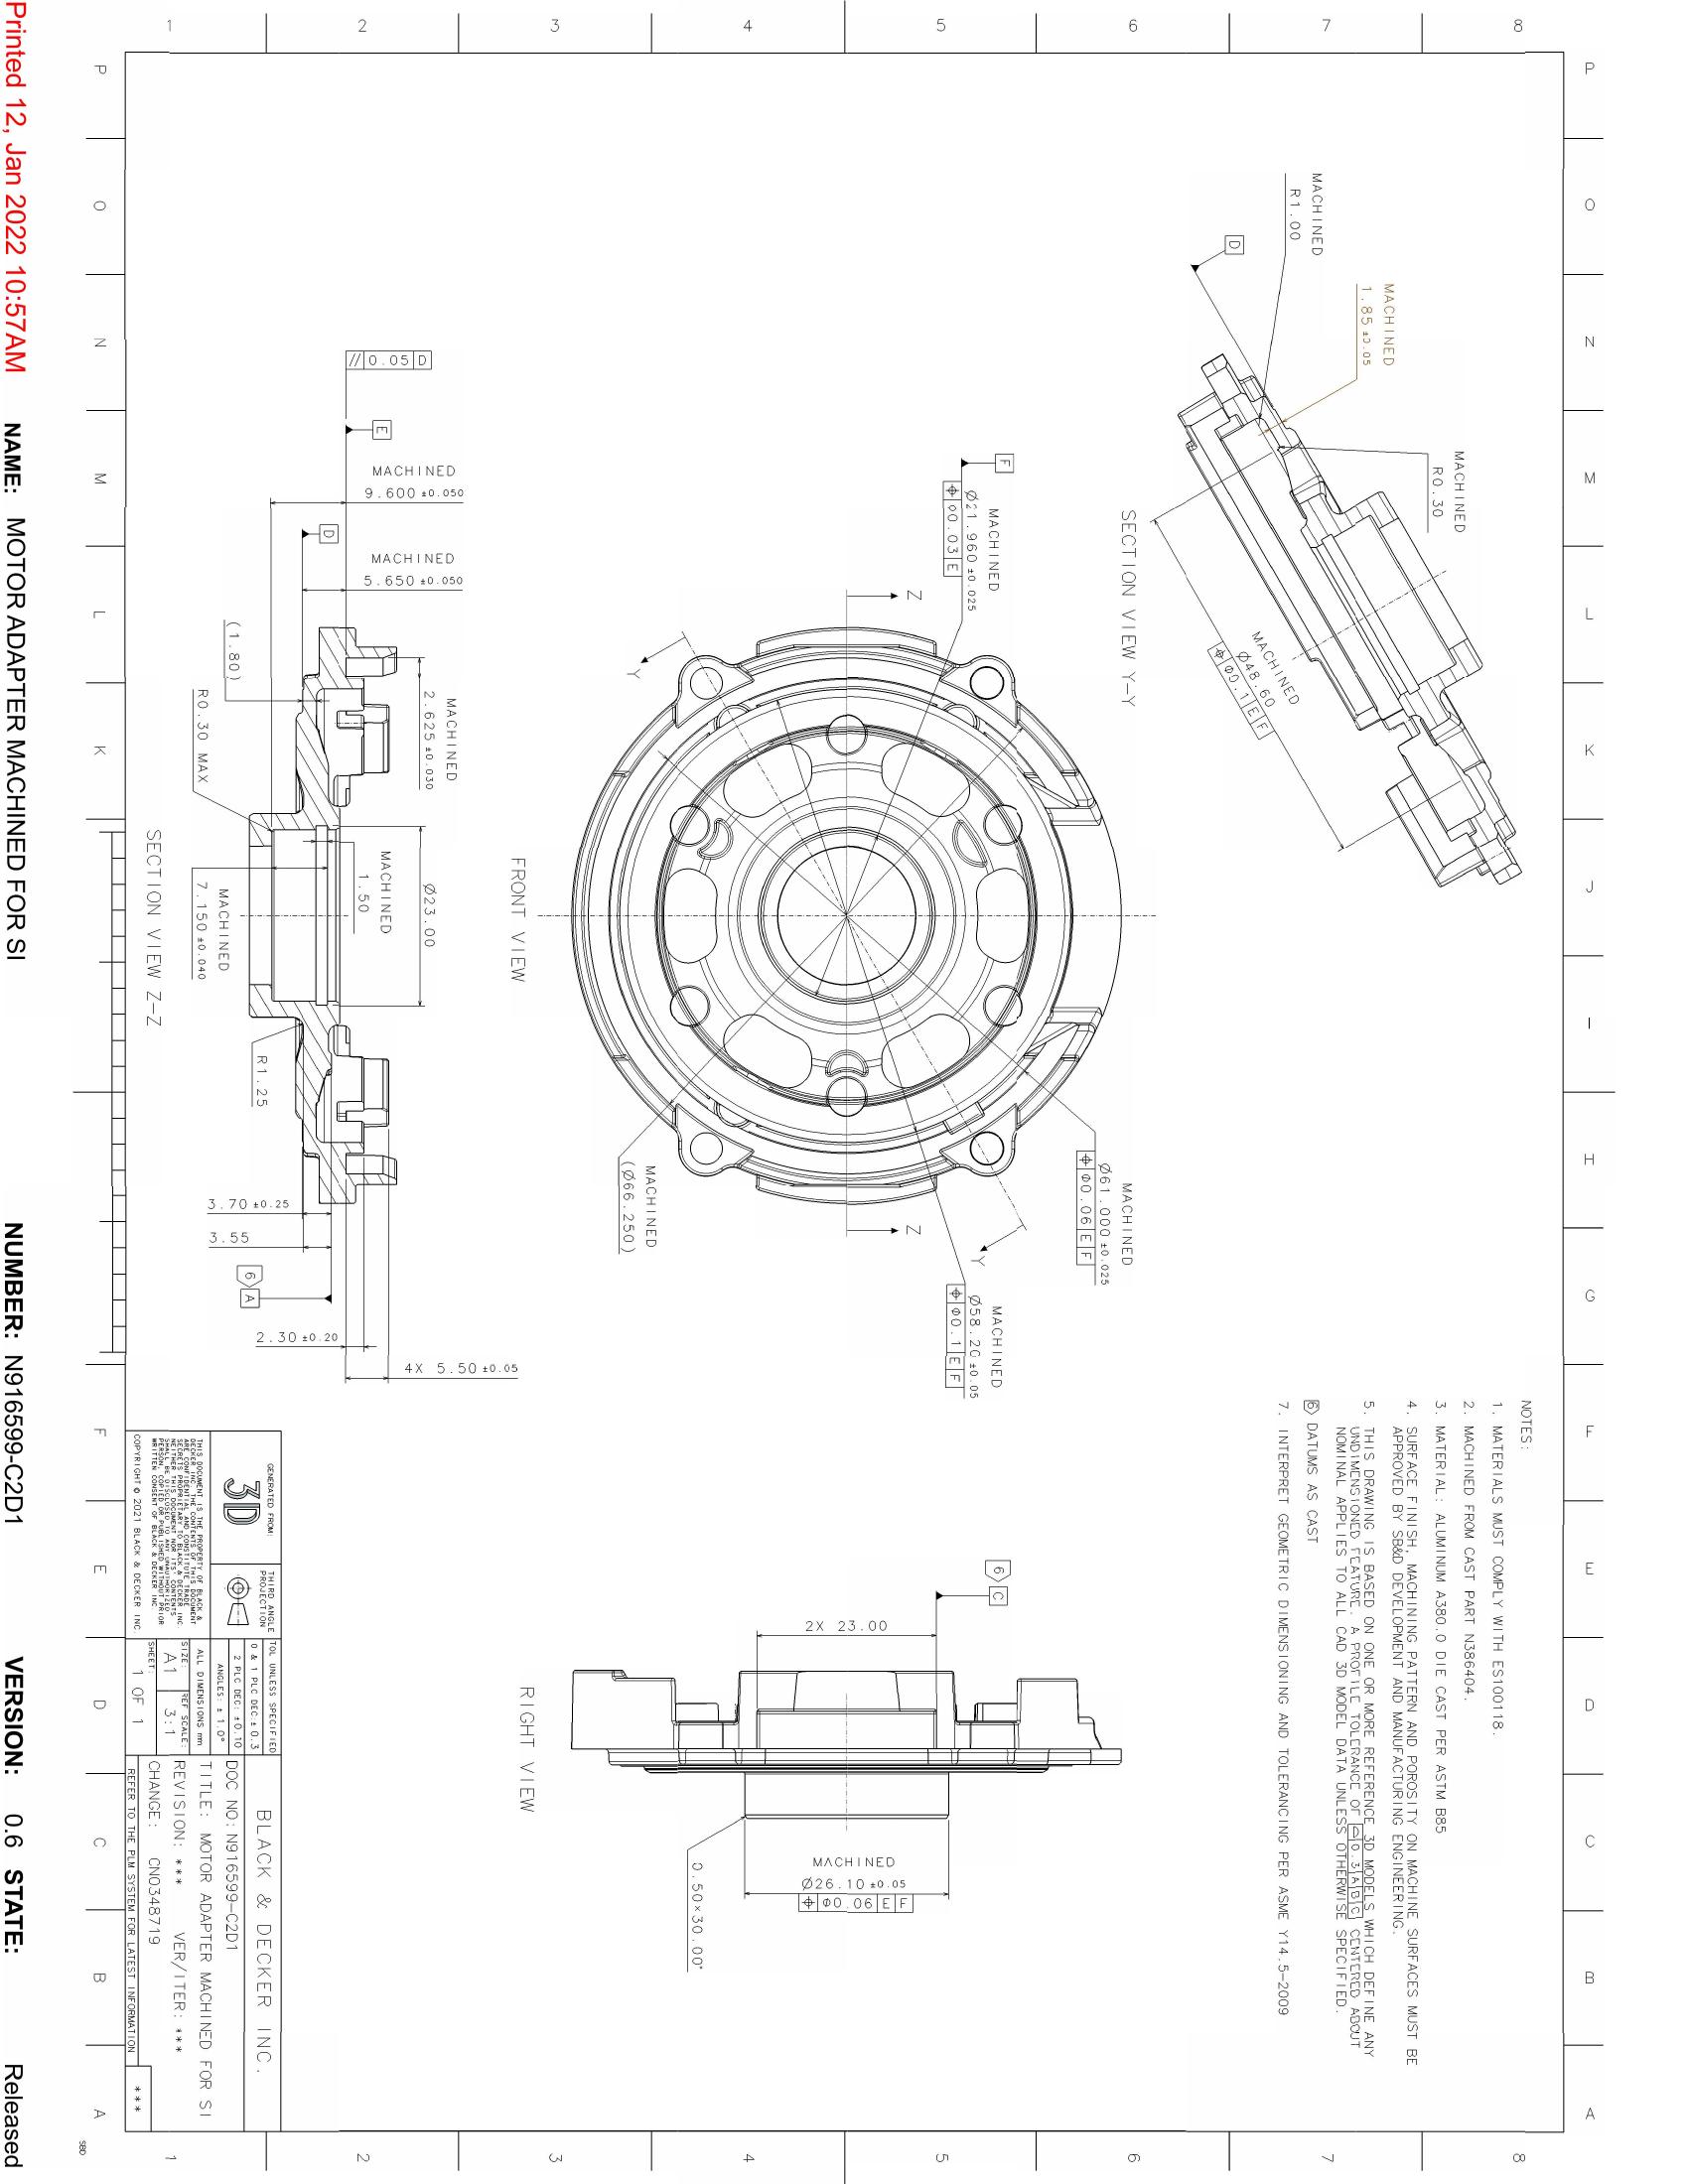 NOTES:
1. MATERIALS MUST COMPLY WITH ES100118.
2. MACHINED FROM CAST PART N386404.
3. MATERIAL: ALUMINUM A380.0 DIE CAST PER ASTM B85
4. SURFACE FINISH, MACHINING PATTERN AND POROSITY ON MACHINE SURFACES MUST BE
APPROVED BY SB&D DEVELOPMENT AND MANUFACTURING ENGINEERING.
5. THIS DRAWING IS BASED ON ONE OR MORE REFERENCE 3D MODELS WHICH DEFINE ANY
UNDIMENSIONED FEATURE. A PROFILE TOLERANCE OF ⌓ 0.3 A B C CENTERED ABOUT
NOMINAL APPLIES TO ALL CAD 3D MODEL DATA UNLESS OTHERWISE SPECIFIED.
6 DATUMS AS CAST
7. INTERPRET GEOMETRIC DIMENSIONING AND TOLERANCING PER ASME Y14.5-2009
MACHINED
R1.00
D
MACHINED
1.85 ±0.05
MACHINED
R0.30
MACHINED
Ø48.60
⌖ Ø0.1 E F
SECTION VIEW Y-Y
F
MACHINED
Ø21.960 ±0.025
⌖ Ø0.03 E
Z
Z
Y
Y
MACHINED
Ø61.000 ±0.025
⌖ Ø0.06 E F
MACHINED
Ø58.20 ±0.05
⌖ Ø0.1 E F
MACHINED
(Ø66.250)
FRONT VIEW
6 C
2X 23.00
MACHINED
Ø26.10 ±0.05
⌖ Ø0.06 E F
0.50×30.00°
RIGHT VIEW
// 0.05 D
E
MACHINED
9.600 ±0.050
D
MACHINED
5.650 ±0.050
(1.80)
MACHINED
2.625 ±0.030
R0.30 MAX
Ø23.00
MACHINED
1.50
MACHINED
7.150 ±0.040
R1.25
3.70 ±0.25
3.55
6 A
2.30 ±0.20
4X 5.50 ±0.05
SECTION VIEW Z-Z
GENERATED FROM:
3D
THIRD ANGLE
PROJECTION
TOL UNLESS SPECIFIED
0 & 1 PLC DEC:± 0.3
2 PLC DEC: ±0.10
ANGLES: ± 1.0°
ALL DIMENSIONS mm
SIZE:
A1
REF SCALE:
3:1
SHEET:
1 OF 1
THIS DOCUMENT IS THE PROPERTY OF BLACK &
DECKER INC. THE CONTENTS OF THIS DOCUMENT
ARE CONFIDENTIAL AND CONSTITUTE TRADE
SECRETS PROPRIETARY TO BLACK & DECKER INC.
NEITHER THIS DOCUMENT NOR ITS CONTENTS
SHALL BE DISCLOSED TO ANY UNAUTHORIZED
PERSON, COPIED OR PUBLISHED WITHOUT PRIOR
WRITTEN CONSENT OF BLACK & DECKER INC.
COPYRIGHT © 2021 BLACK & DECKER INC.
BLACK & DECKER INC.
DOC NO: N916599-C2D1
TITLE: MOTOR ADAPTER MACHINED FOR SI
REVISION: *** VER/ITER: ***
CHANGE: CN0348719
REFER TO THE PLM SYSTEM FOR LATEST INFORMATION
***
P O N M L K J I H G F E D C B A
P O N M L K J I H G F E D C B A
1 2 3 4 5 6 7 8
1 2 3 4 5 6 7 8
SBD
Printed 12, Jan 2022 10:57AM NAME: MOTOR ADAPTER MACHINED FOR SI NUMBER: N916599-C2D1 VERSION: 0.6 STATE: Released